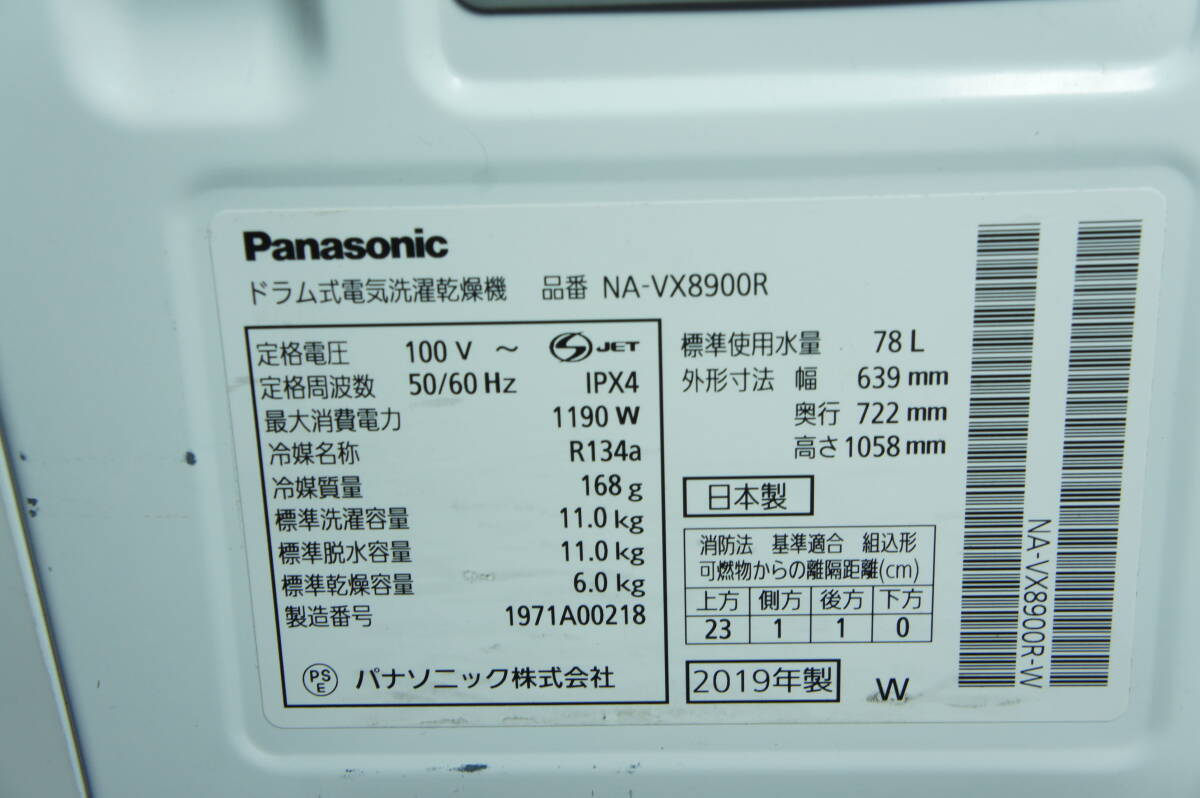 Panasonic
ドラム式電気洗濯乾燥機 品番 NA-VX8900R
定格電圧 100 V ～ JET
定格周波数 50/60 Hz IPX4
最大消費電力 1190 W
冷媒名称 R134a
冷媒質量 168 g
標準洗濯容量 11.0 kg
標準脱水容量 11.0 kg
標準乾燥容量 6.0 kg
製造番号 1971A00218
PS E パナソニック株式会社
標準使用水量 78 L
外形寸法 幅 639 mm
奥行 722 mm
高さ 1058 mm
日本製
消防法 基準適合 組込形
可燃物からの離隔距離(cm)
上方 側方 後方 下方
23 1 1 0
2019年製 W
NA-VX8900R-W